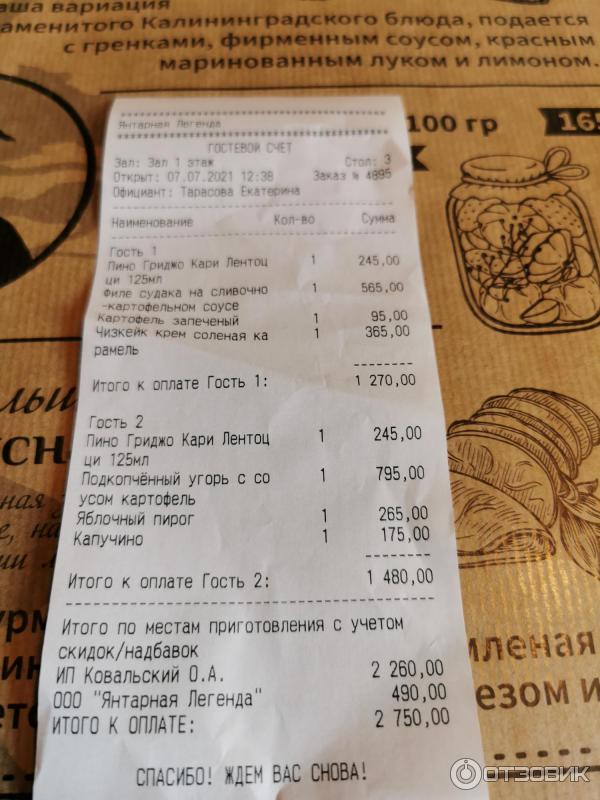 аша вариация
аменитого Калининградского блюда, подается
с гренками, фирменным соусом, красным
маринованным луком и лимоном.
100 гр
169
Янтарная Легенда
ГОСТЕВОЙ СЧЕТ
Зал: Зал 1 этаж Стол: 3
Открыт: 07.07.2021 12:38 Заказ № 4895
Официант: Тарасова Екатерина
Наименование Кол-во Сумма
Гость 1
Пино Гриджо Кари Лентоц 1 245,00
ци 125мл
Филе судака на сливочно 1 565,00
-картофельном соусе
Картофель запеченый 1 95,00
Чизкейк крем соленая ка 1 365,00
рамель
Итого к оплате Гость 1: 1 270,00
Гость 2
Пино Гриджо Кари Лентоц 1 245,00
ци 125мл
Подкопчённый угорь с со 1 795,00
усом картофель
Яблочный пирог 1 265,00
Капучино 1 175,00
Итого к оплате Гость 2: 1 480,00
Итого по местам приготовления с учетом
скидок/надбавок
ИП Ковальский О.А. 2 260,00
ООО "Янтарная Легенда" 490,00
ИТОГО К ОПЛАТЕ: 2 750,00
СПАСИБО! ЖДЕМ ВАС СНОВА!
мленая
езом и
ОТЗОВИК